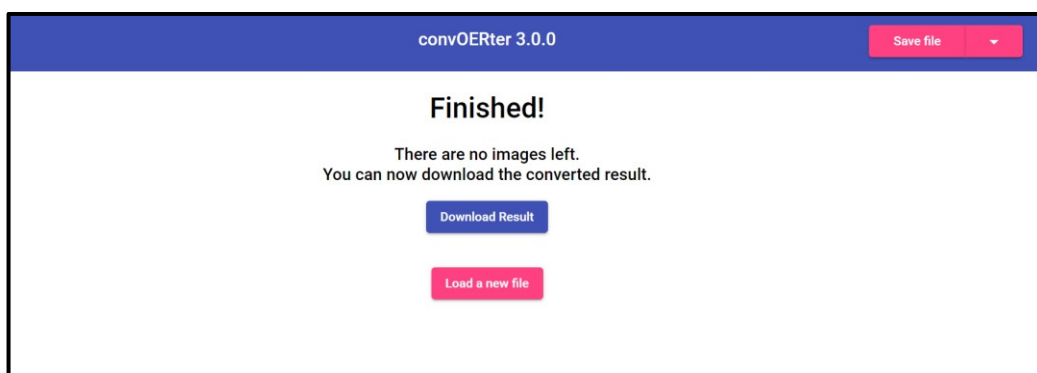 convOERter 3.0.0
Save file
Finished!
There are no images left.
You can now download the converted result.
Download Result
Load a new file